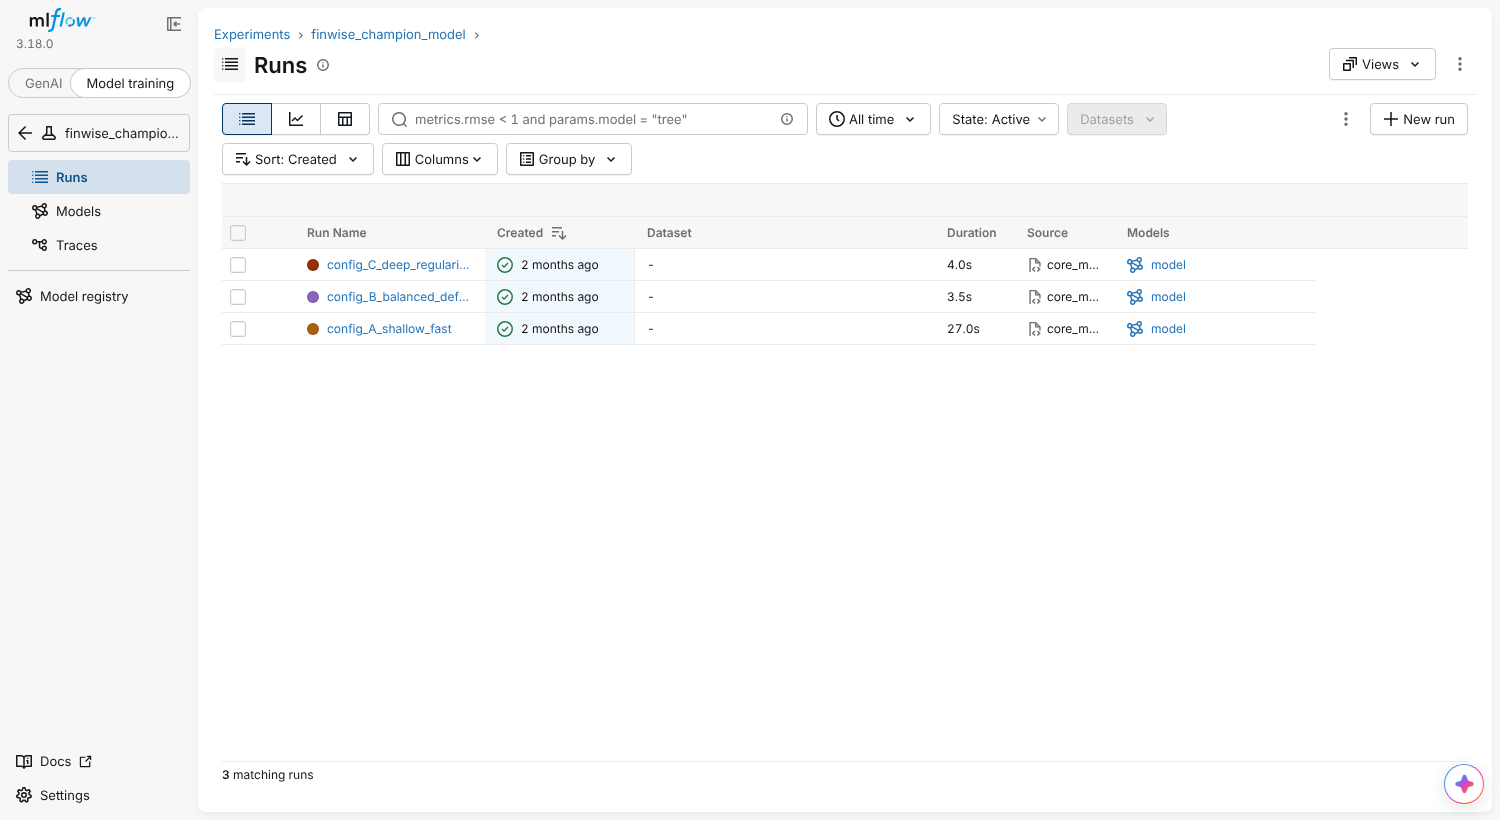 mlflow
3.18.0
GenAI Model training
finwise_champio...
Runs
Models
Traces
Model registry
Docs
Settings
Experiments > finwise_champion_model >
Runs
Views
metrics.rmse < 1 and params.model = "tree"
All time
State: Active
Datasets
New run
Sort: Created
Columns
Group by
Run Name Created Dataset Duration Source Models
config_C_deep_regulari... 2 months ago - 4.0s core_m... model
config_B_balanced_def... 2 months ago - 3.5s core_m... model
config_A_shallow_fast 2 months ago - 27.0s core_m... model
3 matching runs